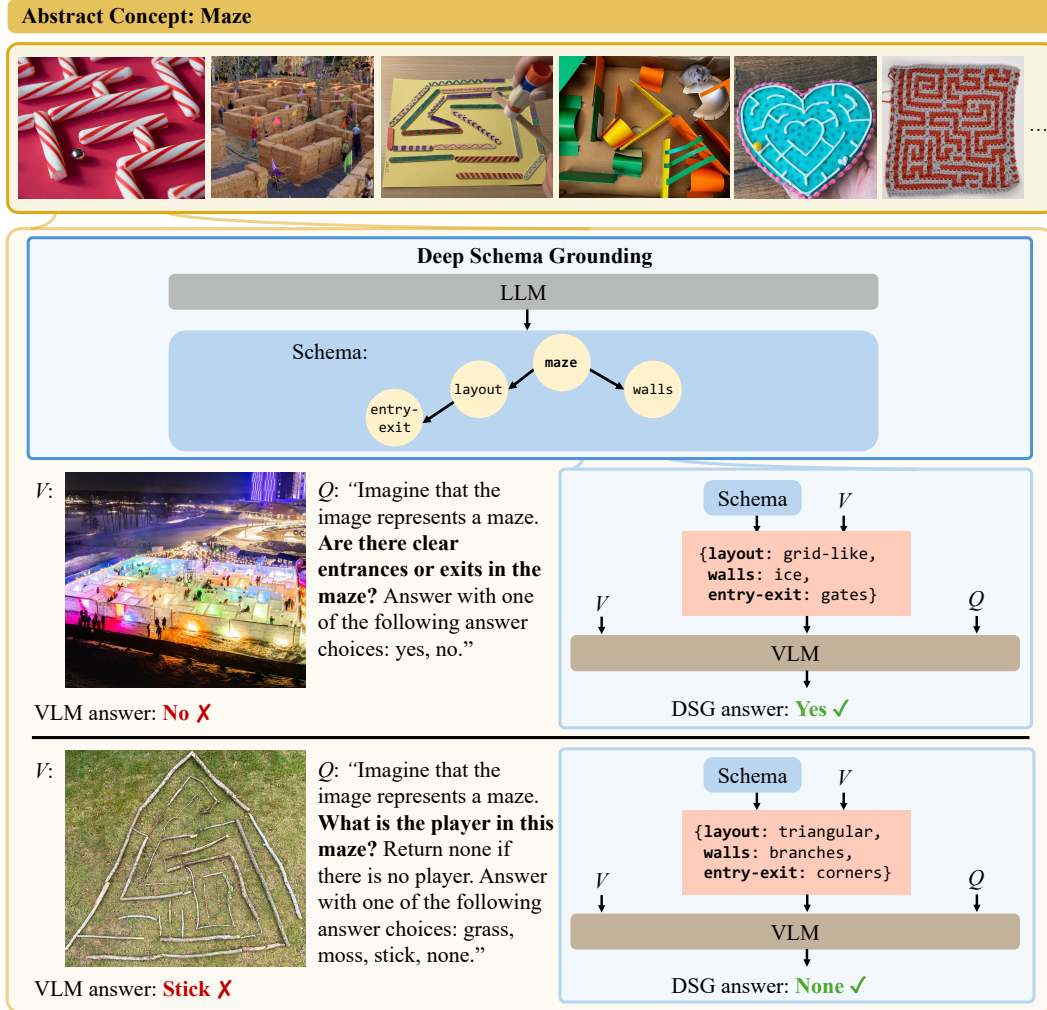 Abstract Concept: Maze
...
Deep Schema Grounding
LLM
Schema:
maze
layout
walls
entry-
exit
V:
Q: “Imagine that the
image represents a maze.
Are there clear
entrances or exits in the
maze? Answer with one
of the following answer
choices: yes, no.”
VLM answer: No ✗
Schema
V
{layout: grid-like,
walls: ice,
entry-exit: gates}
V
Q
VLM
DSG answer: Yes ✓
V:
Q: “Imagine that the
image represents a maze.
What is the player in this
maze? Return none if
there is no player. Answer
with one of the following
answer choices: grass,
moss, stick, none.”
VLM answer: Stick ✗
Schema
V
{layout: triangular,
walls: branches,
entry-exit: corners}
V
Q
VLM
DSG answer: None ✓